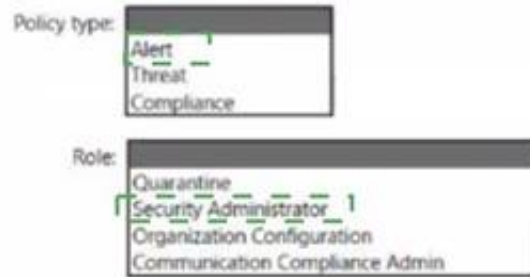 Policy type:
Alert
Threat
Compliance
Role:
Quarantine
Security Administrator
Organization Configuration
Communication Compliance Admin